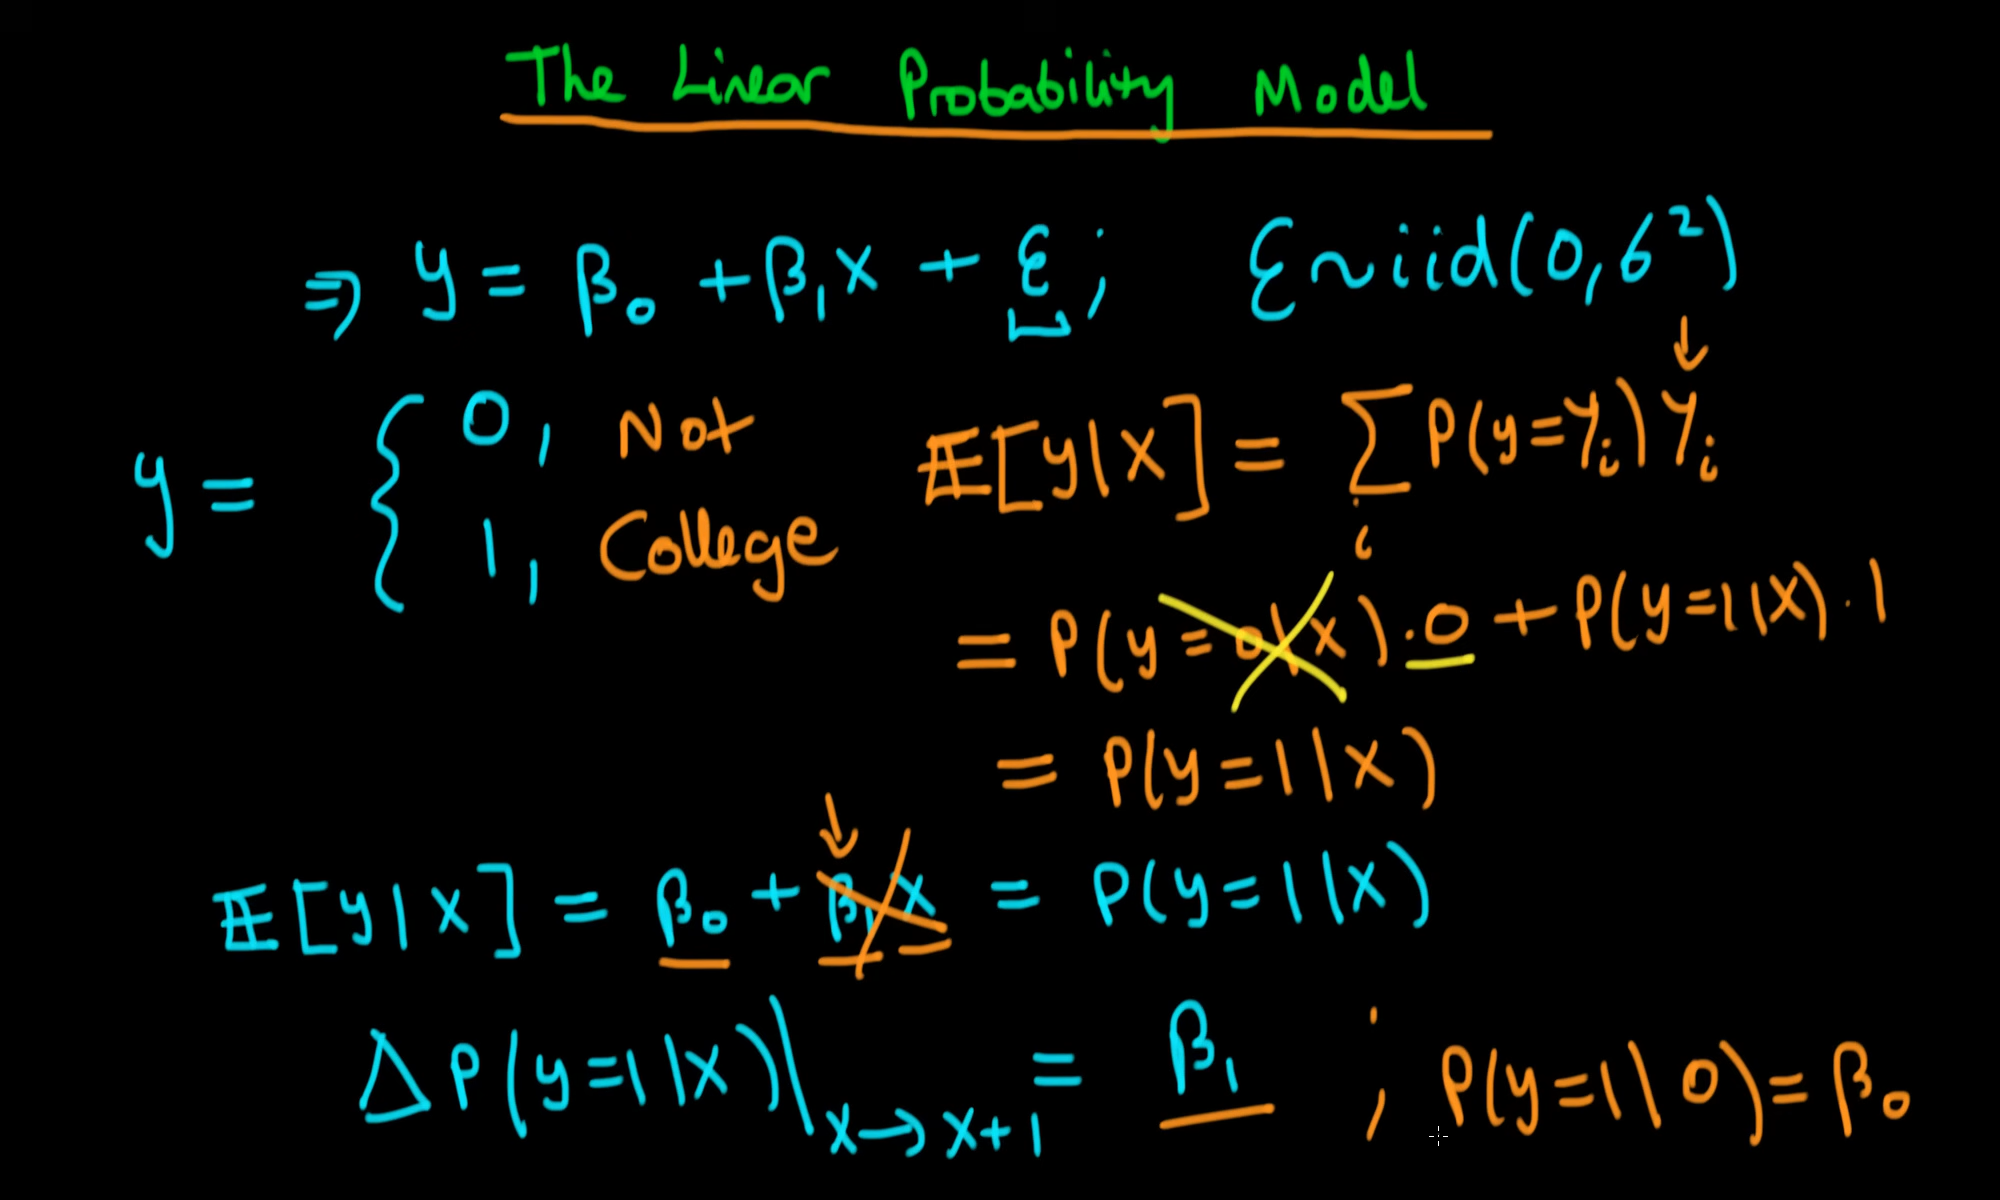 The Linear Probability Model
⇒ y = β₀ + β₁x + ε ; ε ~ iid(0, σ²)
y = { 0, Not
1, College
𝔼[y|x] = Σᵢ P(y=Yᵢ) Yᵢ
= P(y=0|x) · 0 + P(y=1|x) · 1
= P(y=1|x)
𝔼[y|x] = β₀ + β₁x = P(y=1|x)
Δ P(y=1|x)|ₓ→ₓ₊₁ = β₁ ; P(y=1|0) = β₀